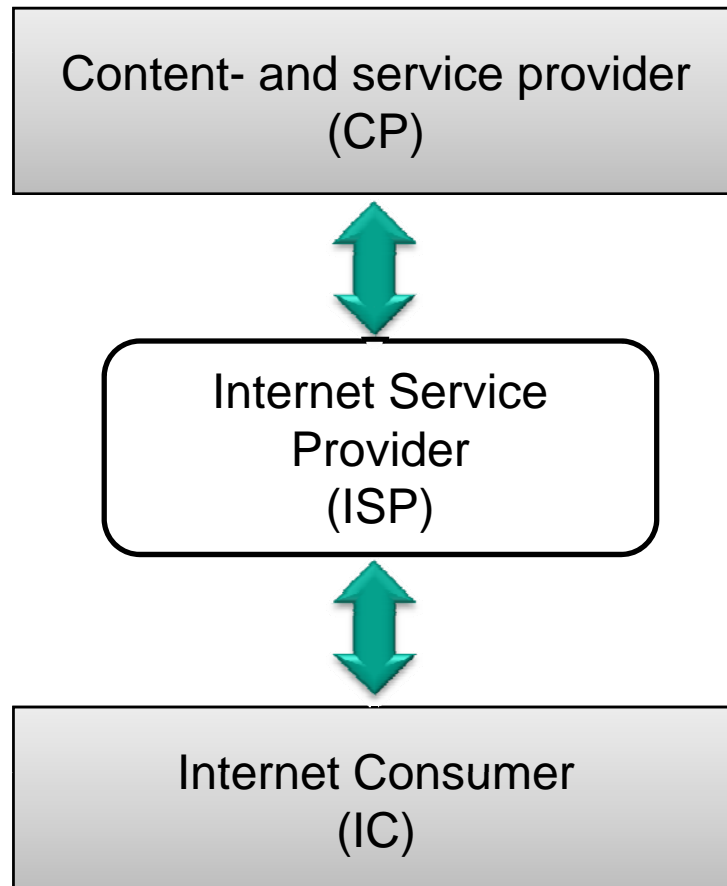 Content- and service provider
(CP)
Internet Service
Provider
(ISP)
Internet Consumer
(IC)